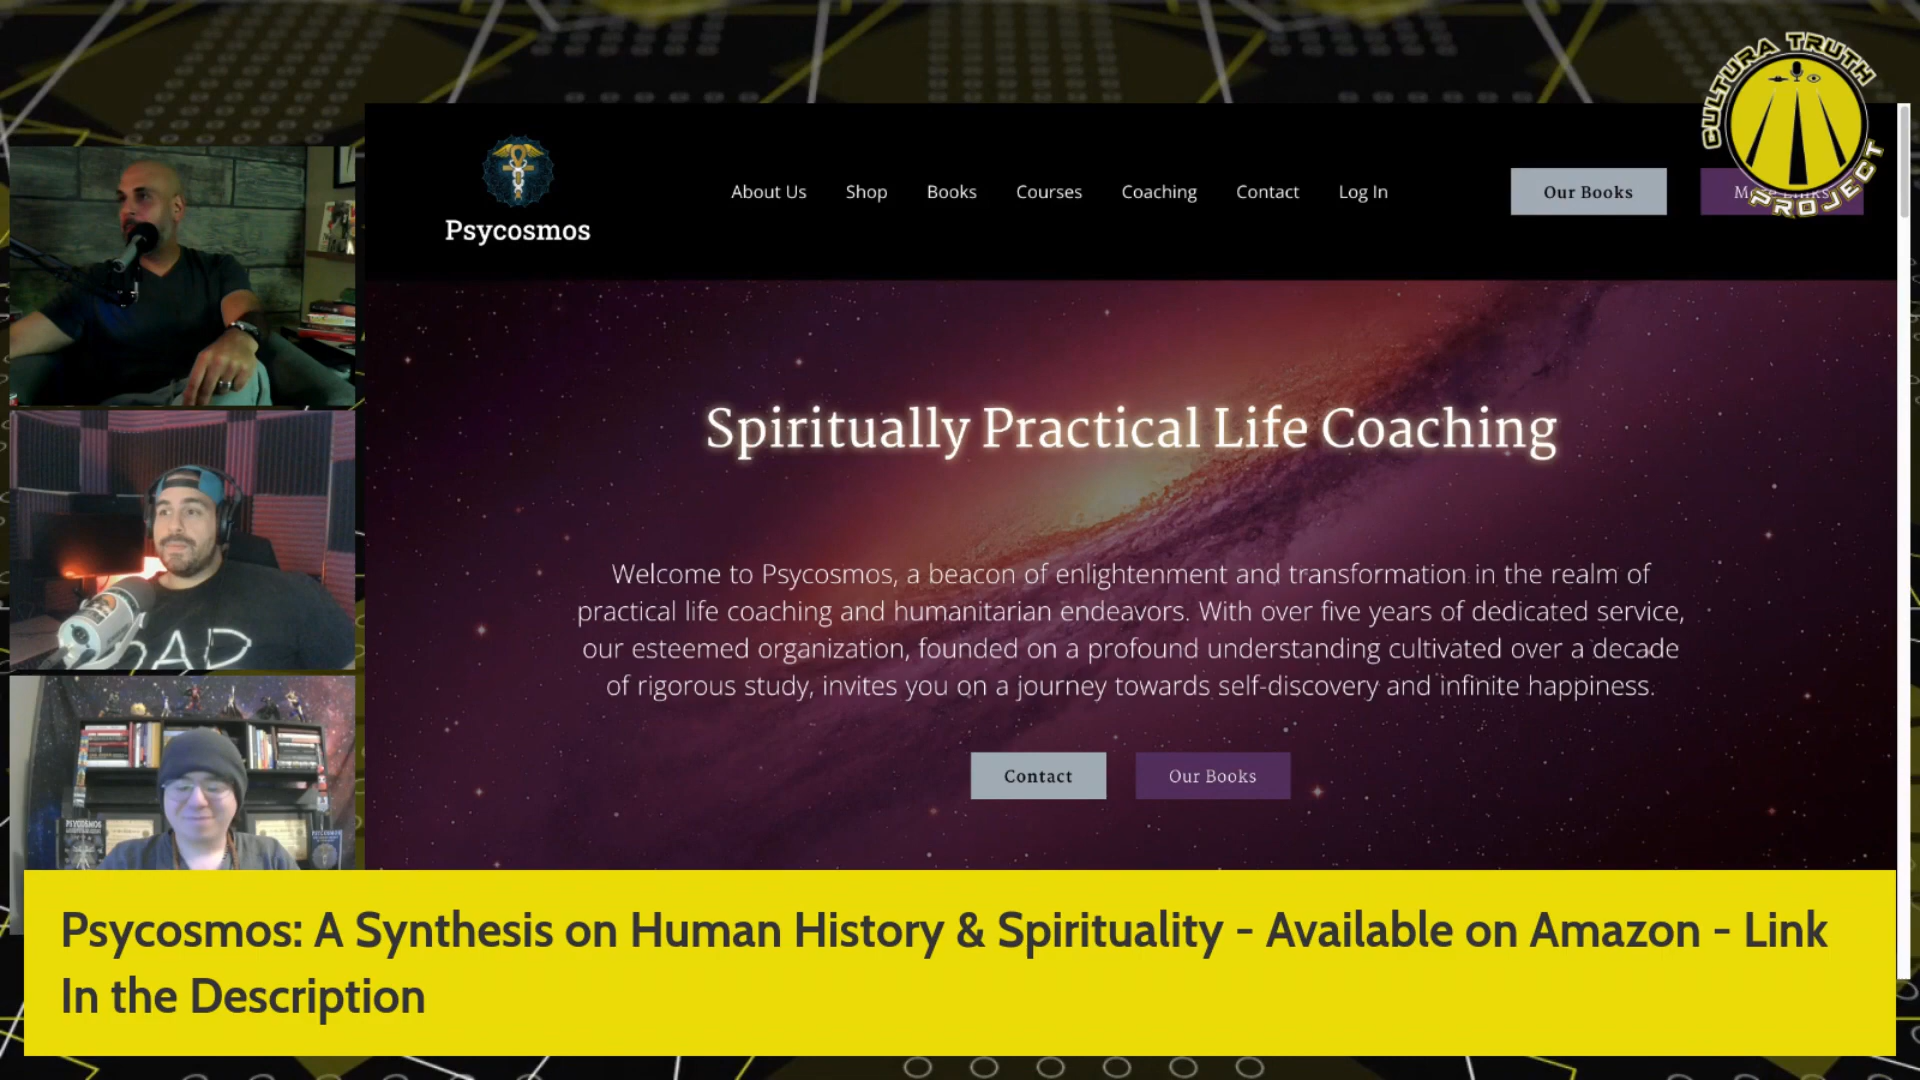 CULTURA TRUTH PROJECT
Psycosmos
About Us Shop Books Courses Coaching Contact Log In
Our Books
Spiritually Practical Life Coaching
Welcome to Psycosmos, a beacon of enlightenment and transformation in the realm of
practical life coaching and humanitarian endeavors. With over five years of dedicated service,
our esteemed organization, founded on a profound understanding cultivated over a decade
of rigorous study, invites you on a journey towards self-discovery and infinite happiness.
Contact Our Books
SAD
PSYCOSMOS
PSYCOSMOS
Psycosmos: A Synthesis on Human History & Spirituality - Available on Amazon - Link
In the Description